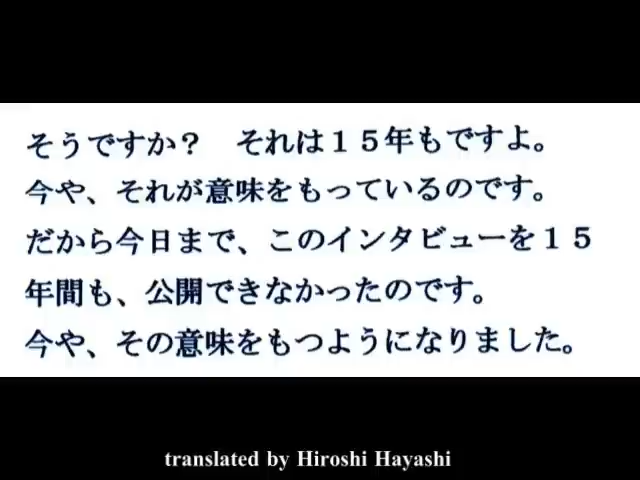 そうですか？　それは１５年もですよ。
今や、それが意味をもっているのです。
だから今日まで、このインタビューを１５
年間も、公開できなかったのです。
今や、その意味をもつようになりました。
translated by Hiroshi Hayashi